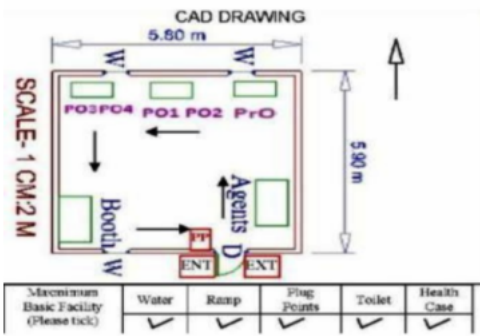 CAD DRAWING
5.80 m
W
W
PO3PO4
PO1 PO2
PrO
SCALE- 1 CM:2 M
5.90 m
Booth
Agents
PP
D
W
ENT
EXT
Maxmimum Basic Facility (Please tick)
Water
Ramp
Plug Points
Toilet
Health Case